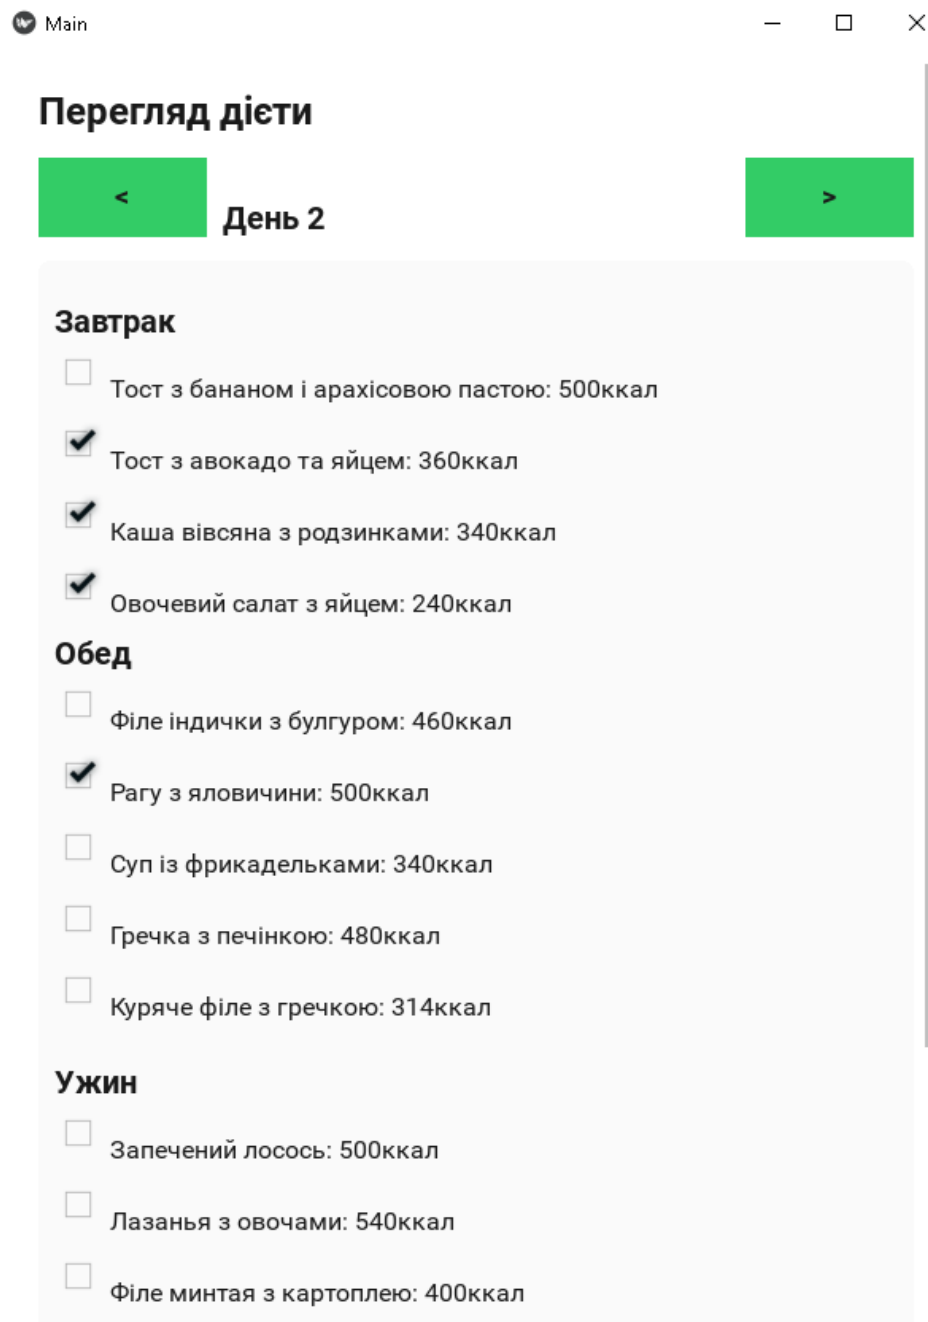 Main
Перегляд дієти
<
День 2
>
Завтрак
Тост з бананом і арахісовою пастою: 500ккал
Тост з авокадо та яйцем: 360ккал
Каша вівсяна з родзинками: 340ккал
Овочевий салат з яйцем: 240ккал
Обед
Філе індички з булгуром: 460ккал
Рагу з яловичини: 500ккал
Суп із фрикадельками: 340ккал
Гречка з печінкою: 480ккал
Куряче філе з гречкою: 314ккал
Ужин
Запечений лосось: 500ккал
Лазанья з овочами: 540ккал
Філе минтая з картоплею: 400ккал